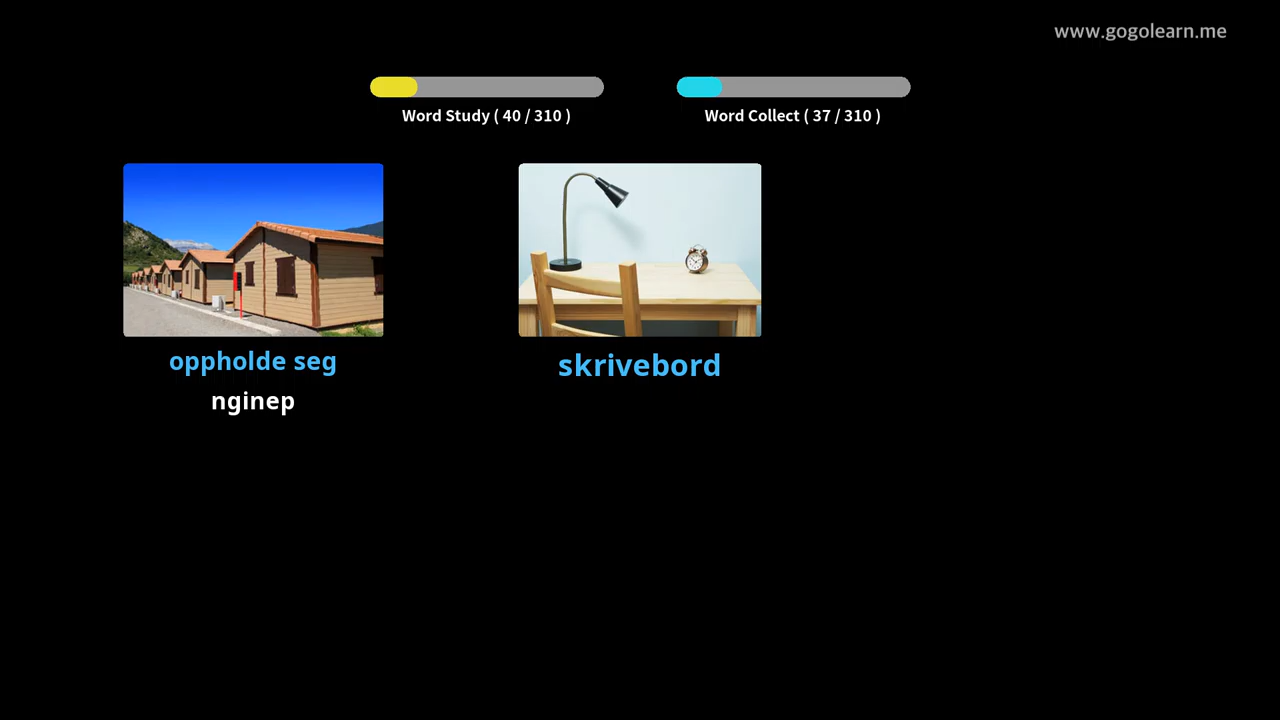 www.gogolearn.me
Word Study ( 40 / 310 )
Word Collect ( 37 / 310 )
oppholde seg
nginep
skrivebord